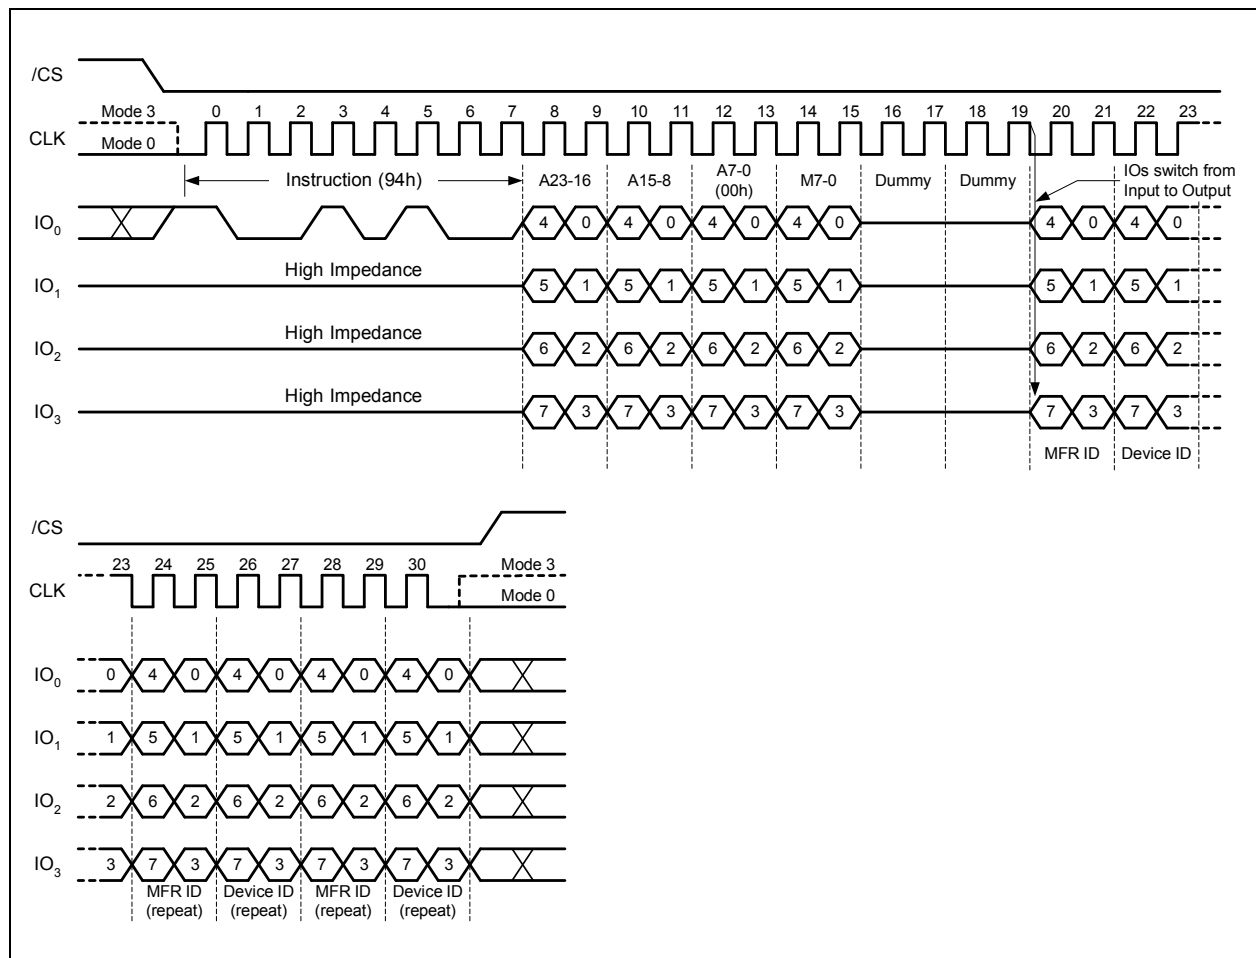 /CS
Mode 3 0 1 2 3 4 5 6 7 8 9 10 11 12 13 14 15 16 17 18 19 20 21 22 23
CLK Mode 0
Instruction (94h) A23-16 A15-8 A7-0 (00h) M7-0 Dummy Dummy IOs switch from Input to Output
IO0 4 0 4 0 4 0 4 0 4 0 4 0
High Impedance
IO1 5 1 5 1 5 1 5 1 5 1 5 1
High Impedance
IO2 6 2 6 2 6 2 6 2 6 2 6 2
High Impedance
IO3 7 3 7 3 7 3 7 3 7 3 7 3
MFR ID Device ID
/CS
23 24 25 26 27 28 29 30 Mode 3
CLK Mode 0
IO0 0 4 0 4 0 4 0 4 0
IO1 1 5 1 5 1 5 1 5 1
IO2 2 6 2 6 2 6 2 6 2
IO3 3 7 3 7 3 7 3 7 3
MFR ID Device ID MFR ID Device ID
(repeat) (repeat) (repeat) (repeat)